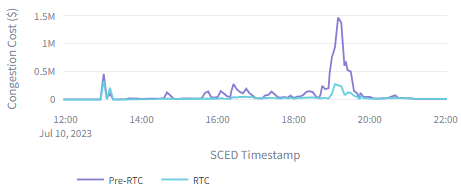 Congestion Cost ($)
1.5M
1M
0.5M
0
12:00 14:00 16:00 18:00 20:00 22:00
Jul 10, 2023
SCED Timestamp
Pre-RTC RTC